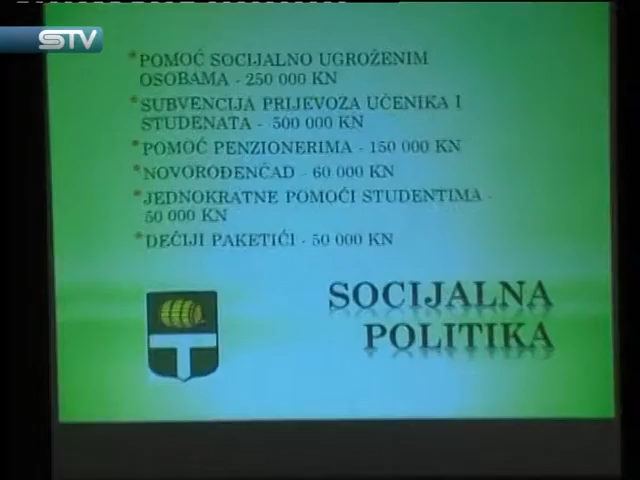 STV
*POMOĆ SOCIJALNO UGROŽENIM
OSOBAMA - 250 000 KN
*SUBVENCIJA PRIJEVOZA UČENIKA I
STUDENATA - 500 000 KN
*POMOĆ PENZIONERIMA - 150 000 KN
*NOVOROĐENČAD - 60 000 KN
*JEDNOKRATNE POMOĆI STUDENTIMA -
50 000 KN
*DEČIJI PAKETIĆI - 50 000 KN
SOCIJALNA
POLITIKA